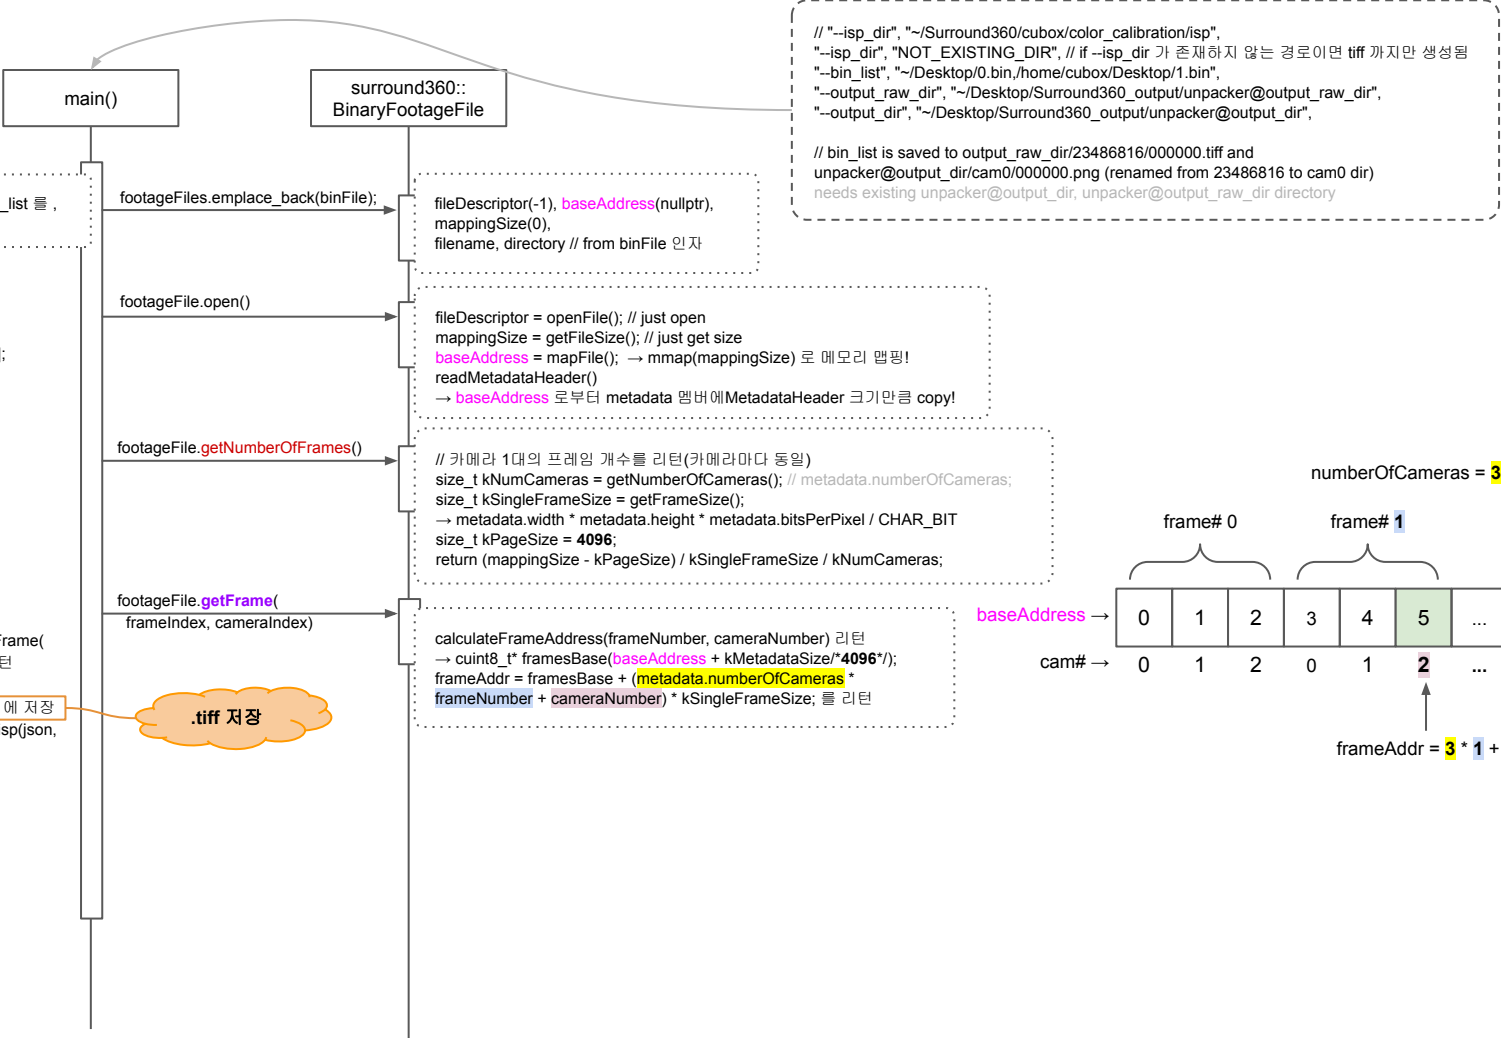 // "--isp_dir", "~/Surround360/cubox/color_calibration/isp",
"--isp_dir", "NOT_EXISTING_DIR", // if --isp_dir 가 존재하지 않는 경로이면 tiff 까지만 생성됨
"--bin_list", "~/Desktop/0.bin,/home/cubox/Desktop/1.bin",
"--output_raw_dir", "~/Desktop/Surround360_output/unpacker@output_raw_dir",
"--output_dir", "~/Desktop/Surround360_output/unpacker@output_dir",
// bin_list is saved to output_raw_dir/23486816/000000.tiff and
unpacker@output_dir/cam0/000000.png (renamed from 23486816 to cam0 dir)
needs existing unpacker@output_dir, unpacker@output_raw_dir directory
main()
surround360::
BinaryFootageFile
_list 를 ,
footageFiles.emplace_back(binFile);
fileDescriptor(-1), baseAddress(nullptr),
mappingSize(0),
filename, directory // from binFile 인자
footageFile.open()
];
fileDescriptor = openFile(); // just open
mappingSize = getFileSize(); // just get size
baseAddress = mapFile(); → mmap(mappingSize) 로 메모리 맵핑!
readMetadataHeader()
→ baseAddress 로부터 metadata 멤버에MetadataHeader 크기만큼 copy!
footageFile.getNumberOfFrames()
// 카메라 1대의 프레임 개수를 리턴(카메라마다 동일)
size_t kNumCameras = getNumberOfCameras(); // metadata.numberOfCameras;
size_t kSingleFrameSize = getFrameSize();
→ metadata.width * metadata.height * metadata.bitsPerPixel / CHAR_BIT
size_t kPageSize = 4096;
return (mappingSize - kPageSize) / kSingleFrameSize / kNumCameras;
footageFile.getFrame(
frameIndex, cameraIndex)
calculateFrameAddress(frameNumber, cameraNumber) 리턴
→ cuint8_t* framesBase(baseAddress + kMetadataSize/*4096*/);
frameAddr = framesBase + (metadata.numberOfCameras *
frameNumber + cameraNumber) * kSingleFrameSize; 를 리턴
Frame(
턴
에 저장
sp(json,
.tiff 저장
numberOfCameras = 3
frame# 0 frame# 1
baseAddress → 0 1 2 3 4 5 ...
cam# → 0 1 2 0 1 2 ...
frameAddr = 3 * 1 +